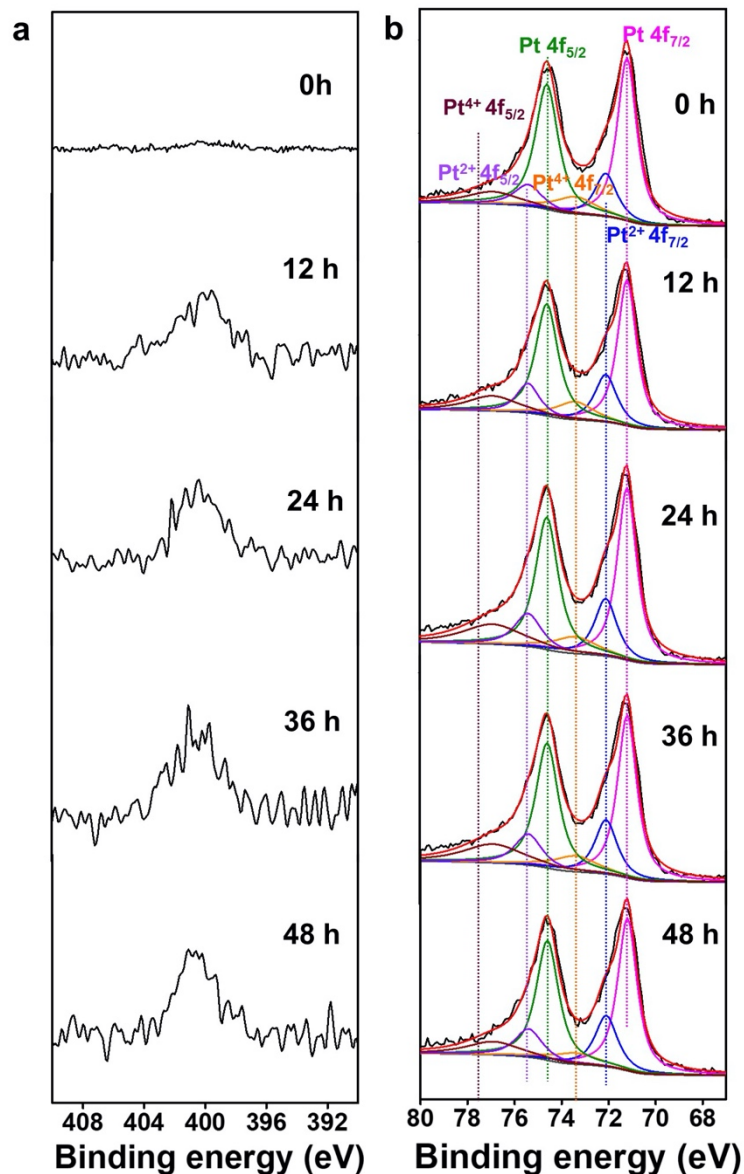 a
0h
12 h
24 h
36 h
48 h
408 404 400 396 392
Binding energy (eV)
b
Pt 4f5/2 Pt 4f7/2
0 h
Pt4+ 4f5/2
Pt2+ 4f5/2 Pt4+ 4f7/2
Pt2+ 4f7/2
12 h
24 h
36 h
48 h
80 78 76 74 72 70 68
Binding energy (eV)